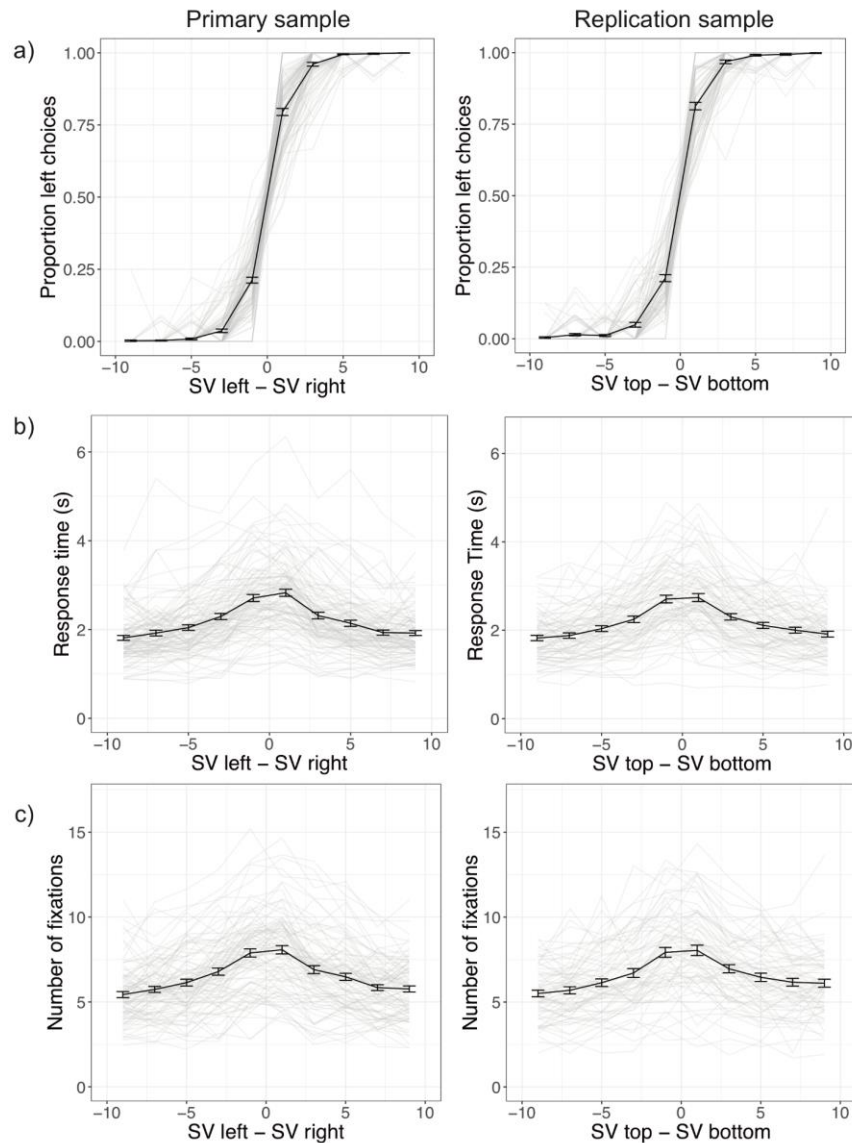 Primary sample
Replication sample
a)
Proportion left choices
1.00
0.75
0.50
0.25
0.00
−10 −5 0 5 10
SV left − SV right
Proportion left choices
1.00
0.75
0.50
0.25
0.00
−10 −5 0 5 10
SV top − SV bottom
b)
Response time (s)
6
4
2
0
−10 −5 0 5 10
SV left − SV right
Response Time (s)
6
4
2
0
−10 −5 0 5 10
SV top − SV bottom
c)
Number of fixations
15
10
5
0
−10 −5 0 5 10
SV left − SV right
Number of fixations
15
10
5
0
−10 −5 0 5 10
SV top − SV bottom